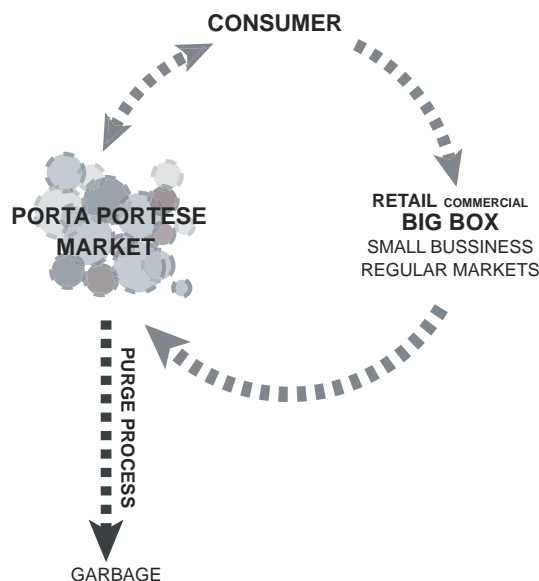 CONSUMER
RETAIL COMMERCIAL
BIG BOX
SMALL BUSSINESS
REGULAR MARKETS
PORTA PORTESE
MARKET
PURGE PROCESS
GARBAGE